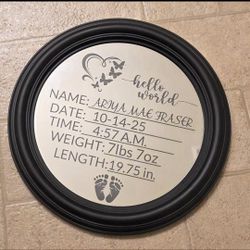 hello
world
NAME: ARIYA MAE FRASER
DATE: 10-14-25
TIME: 4:57 A.M.
WEIGHT: 7lbs 7oz
LENGTH: 19.75 in.